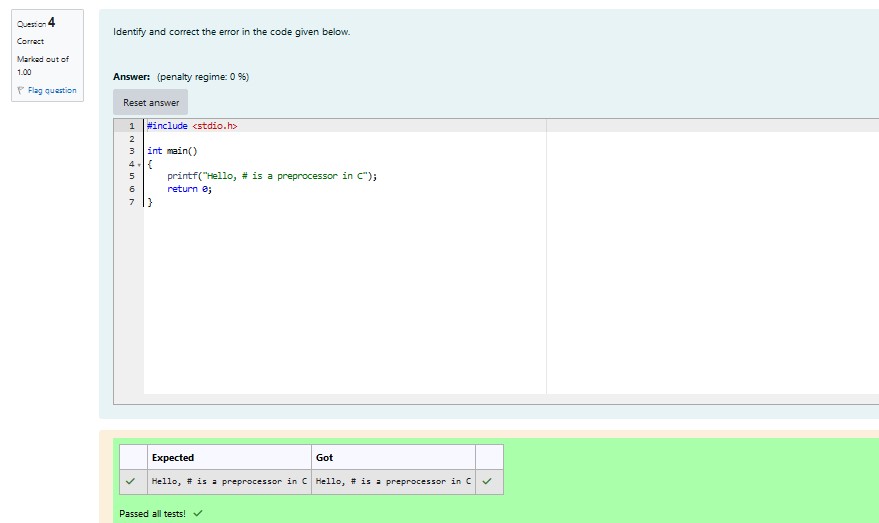 Question 4
Correct
Marked out of
1.00
Flag question
Identify and correct the error in the code given below.
Answer: (penalty regime: 0 %)
Reset answer
1 #include <stdio.h>
2
3 int main()
4 {
5 printf("Hello, # is a preprocessor in C");
6 return 0;
7 }
Expected Got
Hello, # is a preprocessor in C Hello, # is a preprocessor in C
Passed all tests!